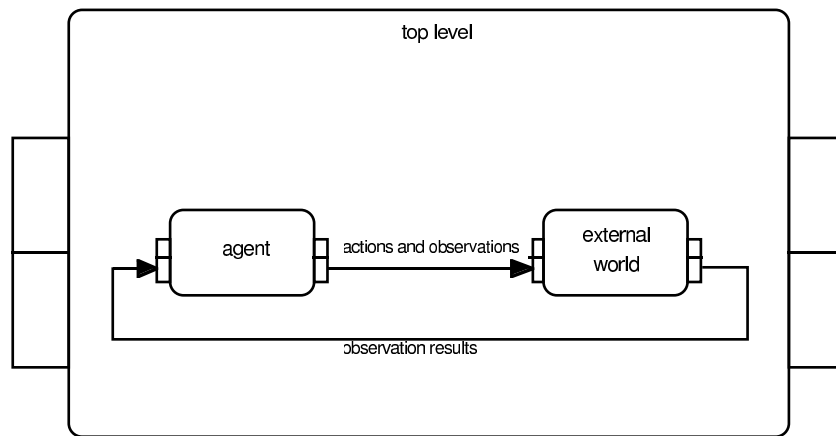 top level
agent
actions and observations
external
world
observation results